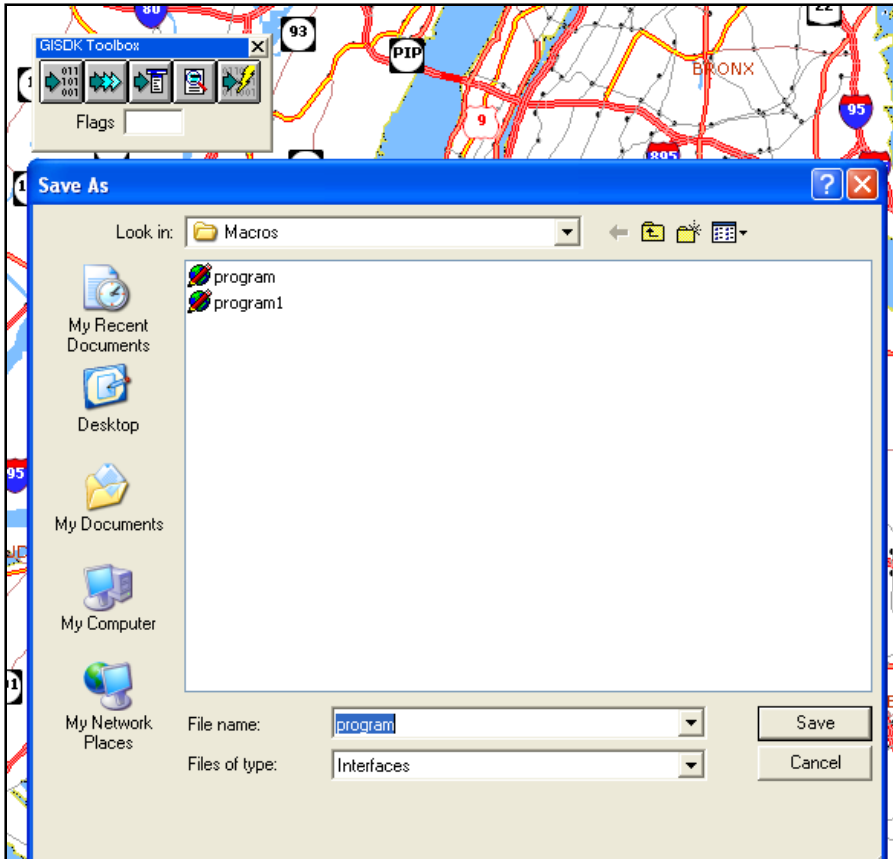 80
22
93
GISDK Toolbox
PIP
BRONX
011
101
001
95
Flags
9
895
Save As
Look in: Macros
program
program1
My Recent
Documents
Desktop
95
My Documents
My Computer
My Network
Places
File name: program Save
Files of type: Interfaces Cancel